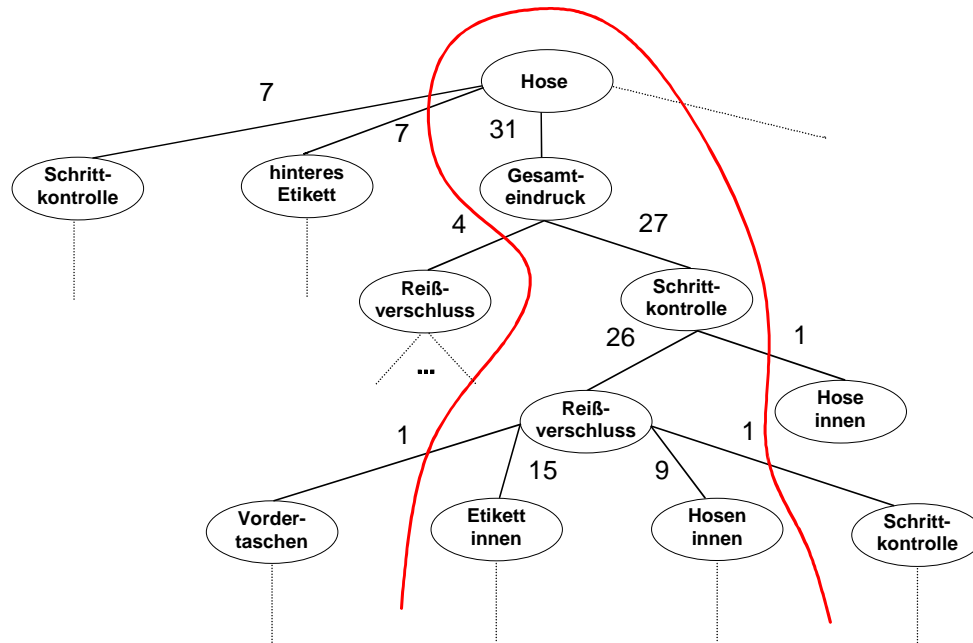 Hose
7
7
31
Schritt-
kontrolle
hinteres
Etikett
Gesamt-
eindruck
4
27
Reiß-
verschluss
Schritt-
kontrolle
...
26
1
Hose
innen
Reiß-
verschluss
1
15
9
1
Vorder-
taschen
Etikett
innen
Hosen
innen
Schritt-
kontrolle